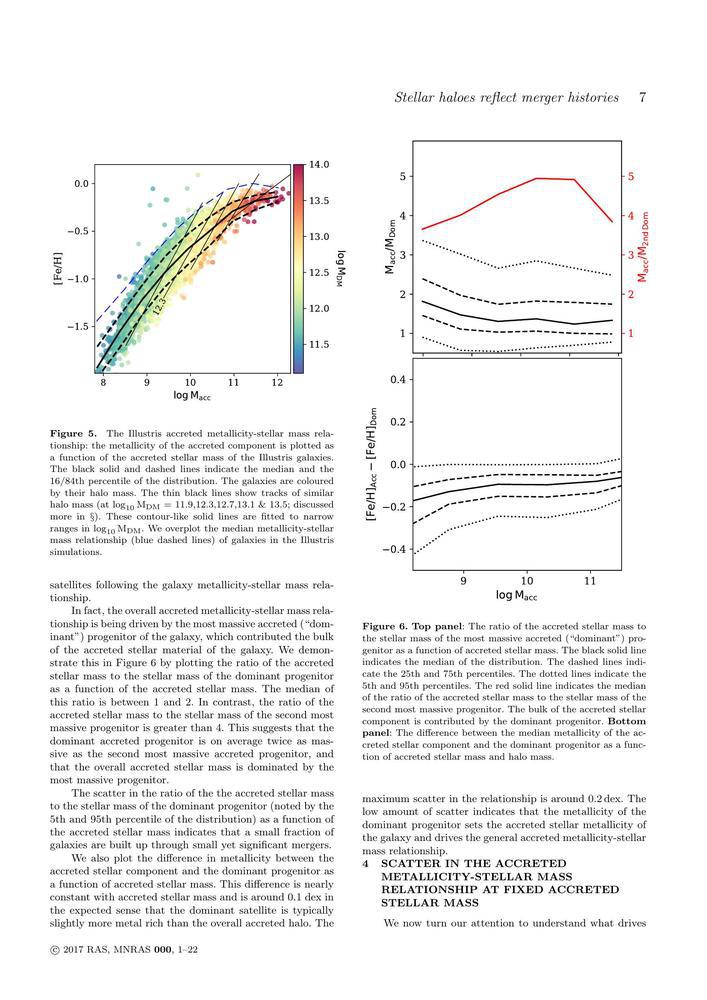 Stellar haloes reflect merger histories 7
0.0
−0.5
−1.0
−1.5
[Fe/H]
12.3
8
9
10
11
12
log Macc
14.0
13.5
13.0
12.5
12.0
11.5
log MDM
Figure 5. The Illustris accreted metallicity-stellar mass rela-
tionship: the metallicity of the accreted component is plotted as
a function of the accreted stellar mass of the Illustris galaxies.
The black solid and dashed lines indicate the median and the
16/84th percentile of the distribution. The galaxies are coloured
by their halo mass. The thin black lines show tracks of similar
halo mass (at log10 MDM = 11.9,12.3,12.7,13.1 & 13.5; discussed
more in §). These contour-like solid lines are fitted to narrow
ranges in log10 MDM. We overplot the median metallicity-stellar
mass relationship (blue dashed lines) of galaxies in the Illustris
simulations.
satellites following the galaxy metallicity-stellar mass rela-
tionship.
In fact, the overall accreted metallicity-stellar mass rela-
tionship is being driven by the most massive accreted (“dom-
inant”) progenitor of the galaxy, which contributed the bulk
of the accreted stellar material of the galaxy. We demon-
strate this in Figure 6 by plotting the ratio of the accreted
stellar mass to the stellar mass of the dominant progenitor
as a function of the accreted stellar mass. The median of
this ratio is between 1 and 2. In contrast, the ratio of the
accreted stellar mass to the stellar mass of the second most
massive progenitor is greater than 4. This suggests that the
dominant accreted progenitor is on average twice as mas-
sive as the second most massive accreted progenitor, and
that the overall accreted stellar mass is dominated by the
most massive progenitor.
The scatter in the ratio of the the accreted stellar mass
to the stellar mass of the dominant progenitor (noted by the
5th and 95th percentile of the distribution) as a function of
the accreted stellar mass indicates that a small fraction of
galaxies are built up through small yet significant mergers.
We also plot the difference in metallicity between the
accreted stellar component and the dominant progenitor as
a function of accreted stellar mass. This difference is nearly
constant with accreted stellar mass and is around 0.1 dex in
the expected sense that the dominant satellite is typically
slightly more metal rich than the overall accreted halo. The
5
4
3
2
1
Macc/MDom
5
4
3
2
1
Macc/M2nd Dom
0.4
0.2
0.0
−0.2
−0.4
[Fe/H]Acc − [Fe/H]Dom
9
10
11
log Macc
Figure 6. Top panel: The ratio of the accreted stellar mass to
the stellar mass of the most massive accreted (“dominant”) pro-
genitor as a function of accreted stellar mass. The black solid line
indicates the median of the distribution. The dashed lines indi-
cate the 25th and 75th percentiles. The dotted lines indicate the
5th and 95th percentiles. The red solid line indicates the median
of the ratio of the accreted stellar mass to the stellar mass of the
second most massive progenitor. The bulk of the accreted stellar
component is contributed by the dominant progenitor. Bottom
panel: The difference between the median metallicity of the ac-
creted stellar component and the dominant progenitor as a func-
tion of accreted stellar mass and halo mass.
maximum scatter in the relationship is around 0.2 dex. The
low amount of scatter indicates that the metallicity of the
dominant progenitor sets the accreted stellar metallicity of
the galaxy and drives the general accreted metallicity-stellar
mass relationship.
4 SCATTER IN THE ACCRETED
METALLICITY-STELLAR MASS
RELATIONSHIP AT FIXED ACCRETED
STELLAR MASS
We now turn our attention to understand what drives
© 2017 RAS, MNRAS 000, 1–22